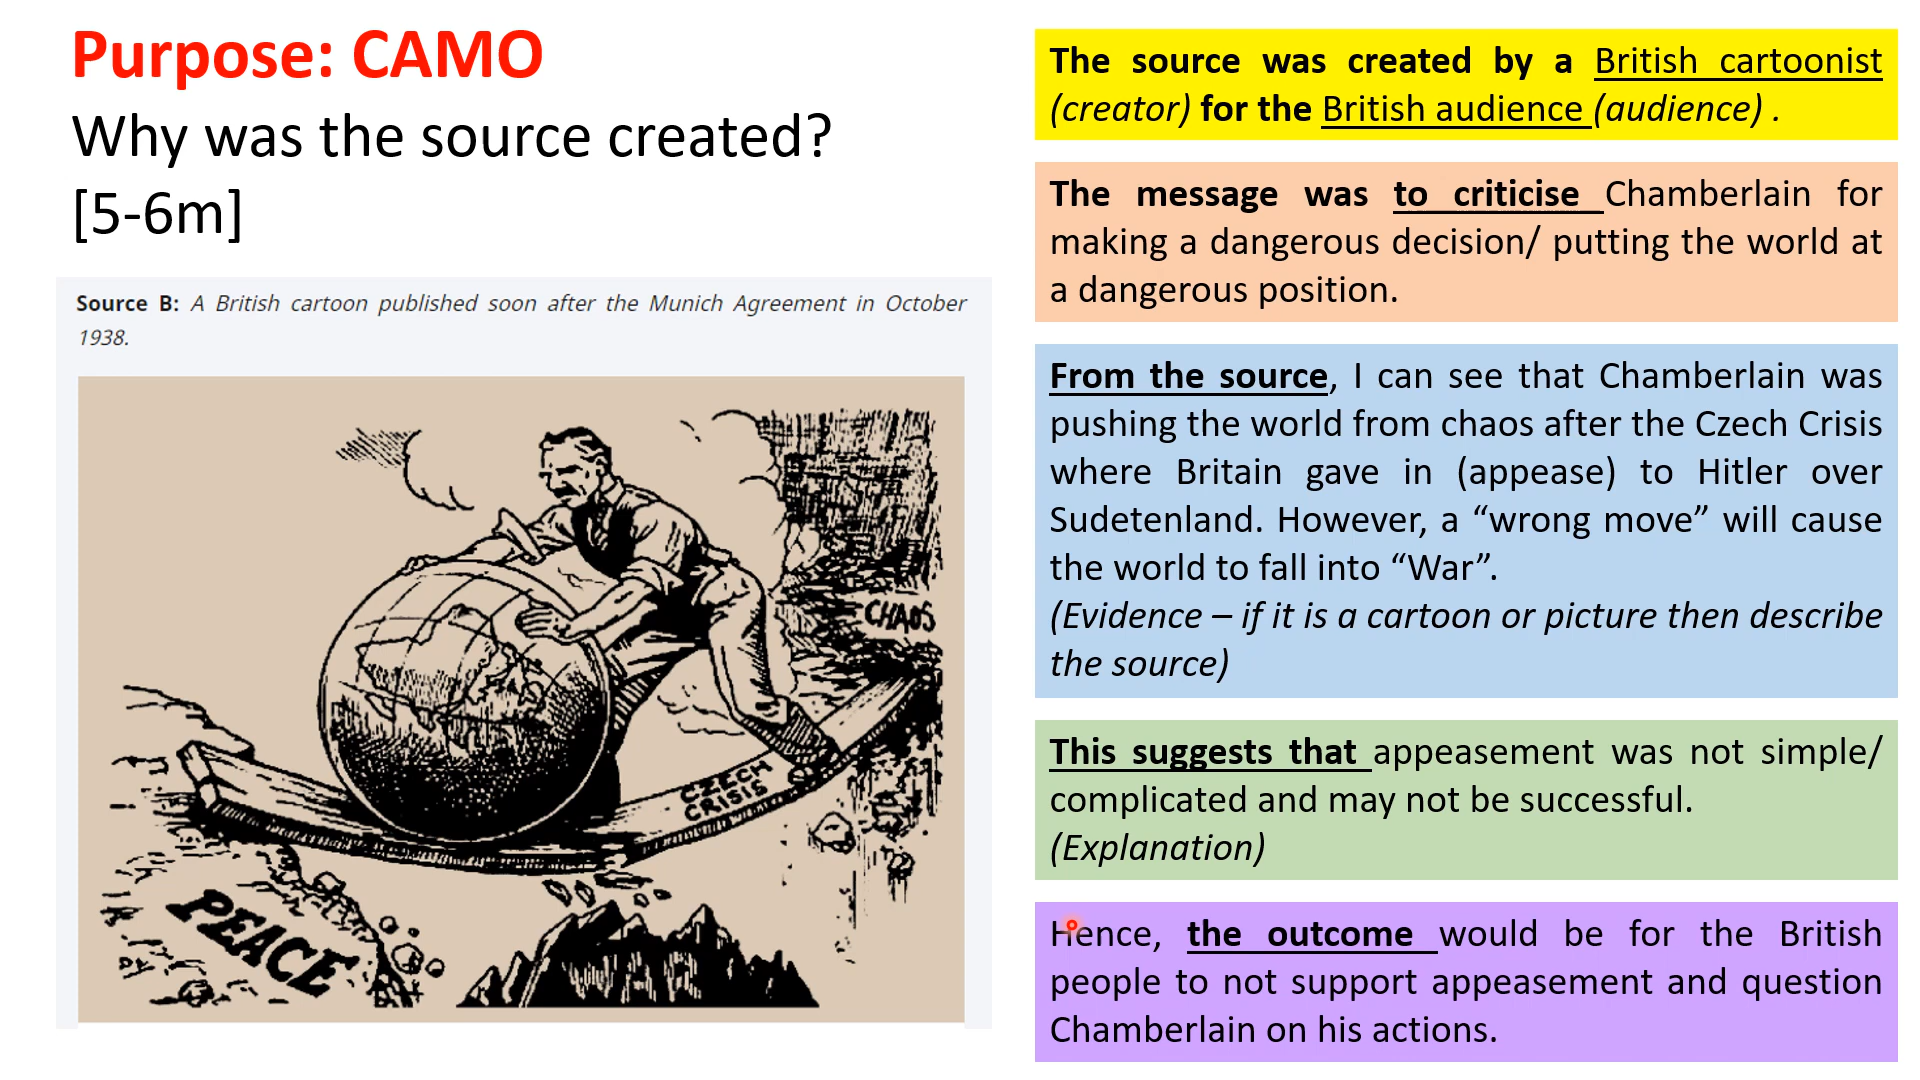 Purpose: CAMO
Why was the source created?
[5-6m]
Source B: A British cartoon published soon after the Munich Agreement in October
1938.
CHAOS
CZECH
CRISIS
PEACE
The source was created by a British cartoonist
(creator) for the British audience (audience) .
The message was to criticise Chamberlain for
making a dangerous decision/ putting the world at
a dangerous position.
From the source, I can see that Chamberlain was
pushing the world from chaos after the Czech Crisis
where Britain gave in (appease) to Hitler over
Sudetenland. However, a “wrong move” will cause
the world to fall into “War”.
(Evidence – if it is a cartoon or picture then describe
the source)
This suggests that appeasement was not simple/
complicated and may not be successful.
(Explanation)
Hence, the outcome would be for the British
people to not support appeasement and question
Chamberlain on his actions.